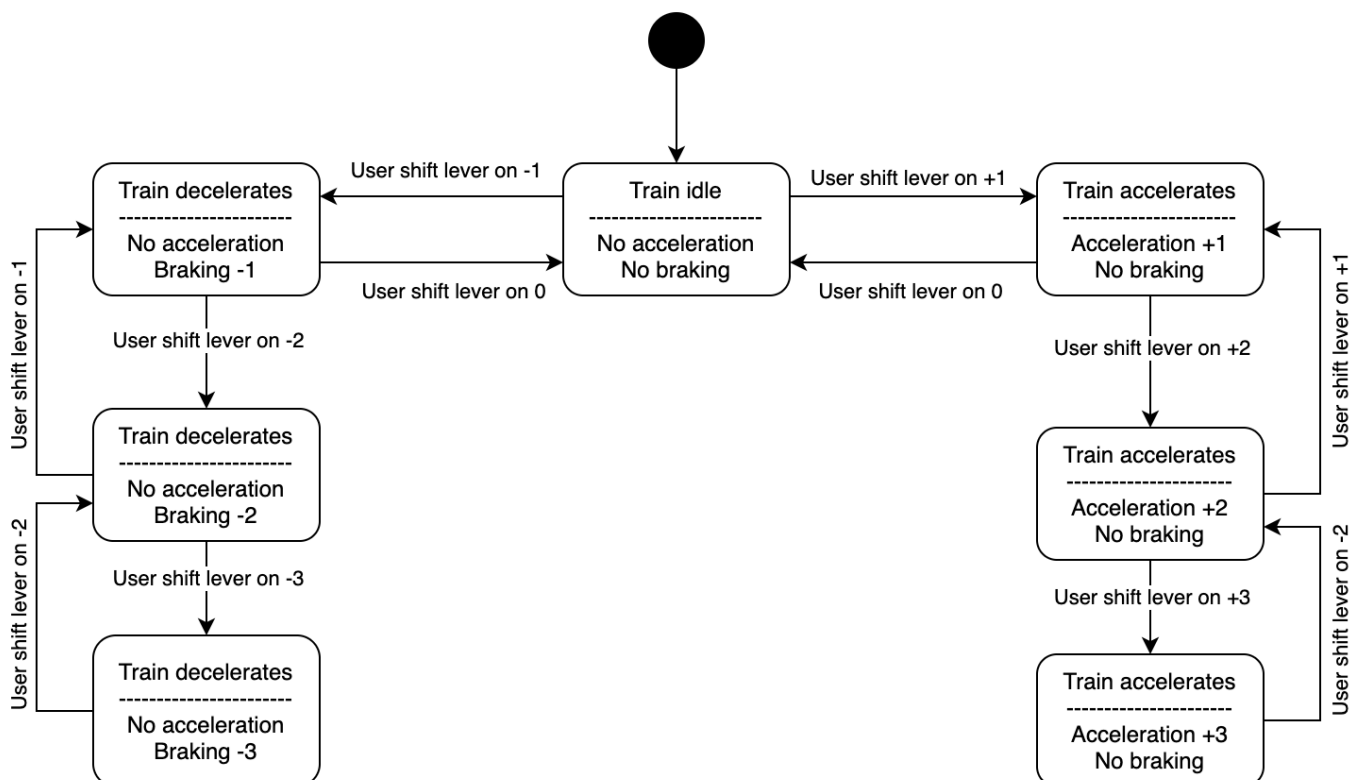 User shift lever on -1
User shift lever on +1
Train decelerates
-----------------------
No acceleration
Braking -1
Train idle
-----------------------
No acceleration
No braking
Train accelerates
-----------------------
Acceleration +1
No braking
User shift lever on 0
User shift lever on 0
User shift lever on -1
User shift lever on -2
User shift lever on +2
User shift lever on +1
Train decelerates
-----------------------
No acceleration
Braking -2
Train accelerates
-----------------------
Acceleration +2
No braking
User shift lever on -2
User shift lever on -3
User shift lever on +3
User shift lever on -2
Train decelerates
-----------------------
No acceleration
Braking -3
Train accelerates
-----------------------
Acceleration +3
No braking